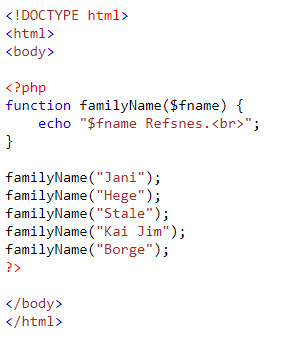 <!DOCTYPE html>
<html>
<body>

<?php
function familyName($fname) {
    echo "$fname Refsnes.<br>";
}

familyName("Jani");
familyName("Hege");
familyName("Stale");
familyName("Kai Jim");
familyName("Borge");
?>

</body>
</html>